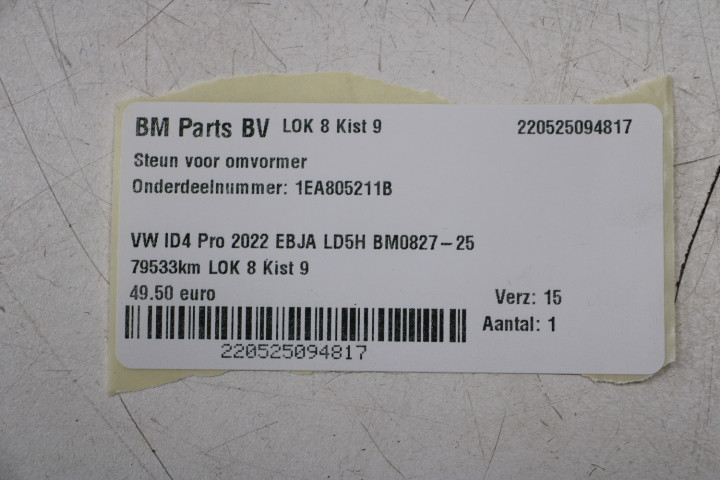 BM Parts BV LOK 8 Kist 9 220525094817
Steun voor omvormer
Onderdeelnummer: 1EA805211B
VW ID4 Pro 2022 EBJA LD5H BM0827-25
79533km LOK 8 Kist 9
49.50 euro Verz: 15
Aantal: 1
220525094817